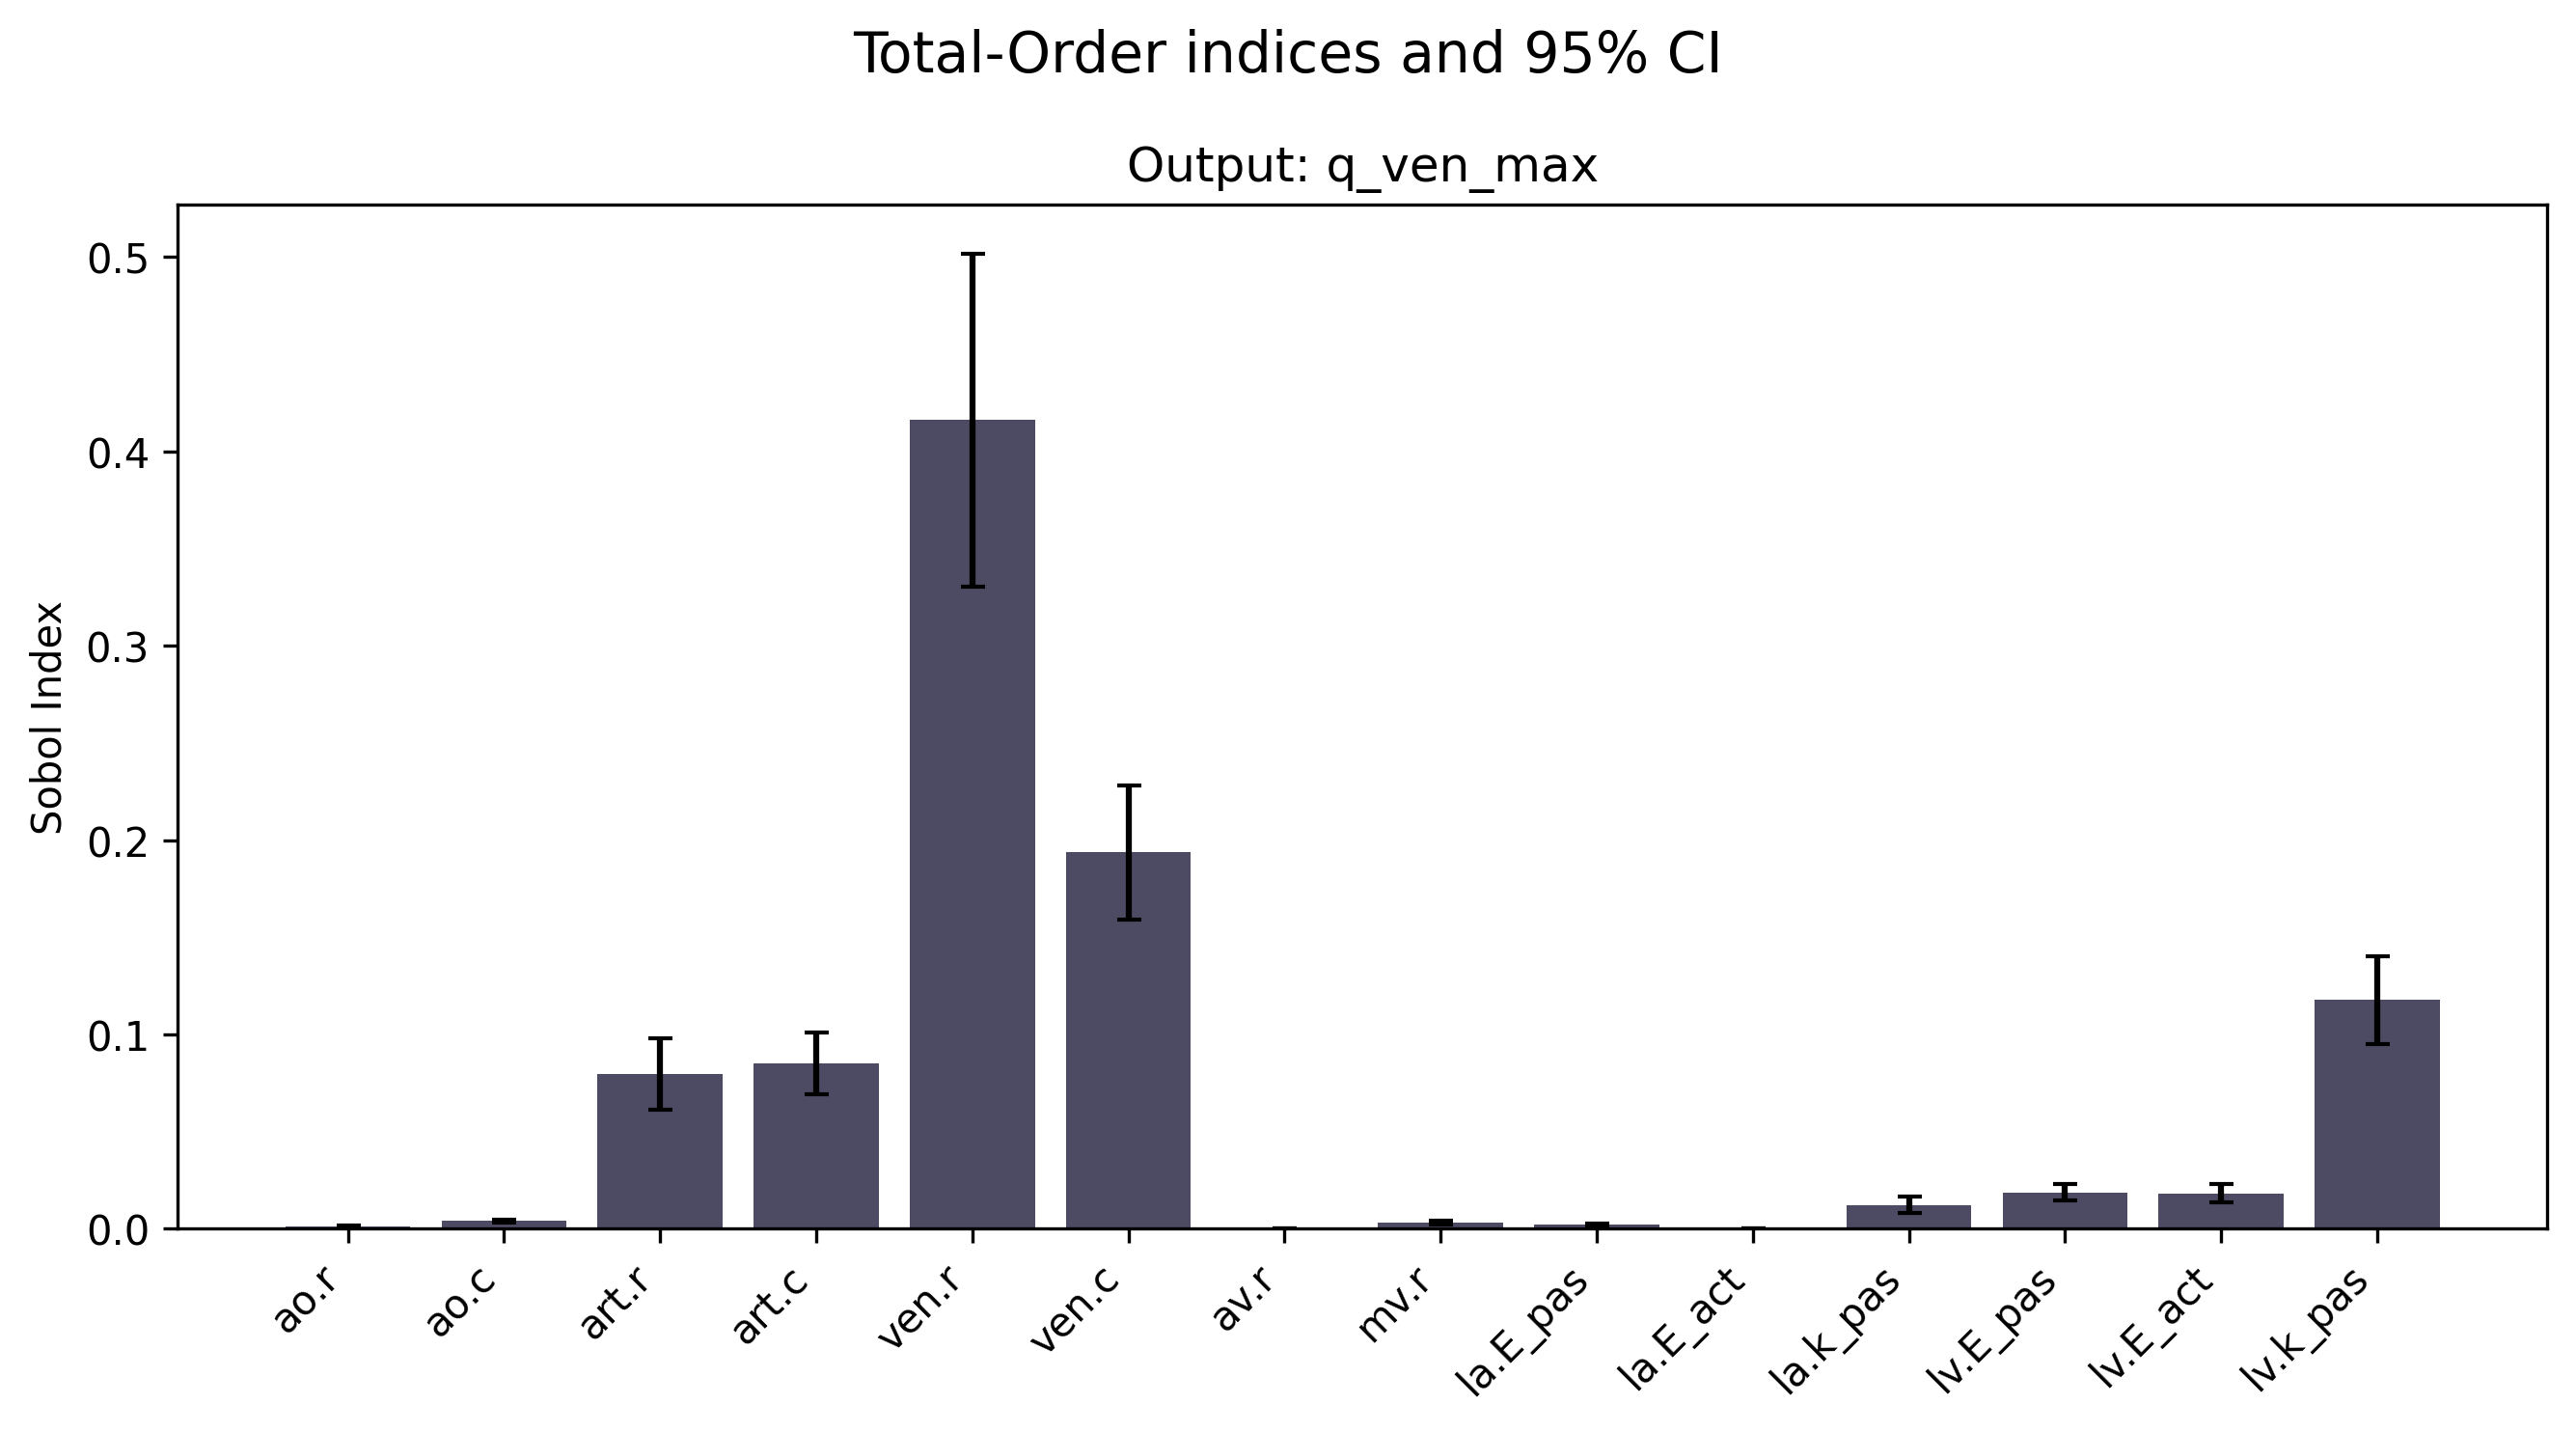 Total-Order indices and 95% CI
Output: q_ven_max
Sobol Index
0.5
0.4
0.3
0.2
0.1
0.0
ao.r
ao.c
art.r
art.c
ven.r
ven.c
av.r
mv.r
la.E_pas
la.E_act
la.k_pas
lv.E_pas
lv.E_act
lv.k_pas